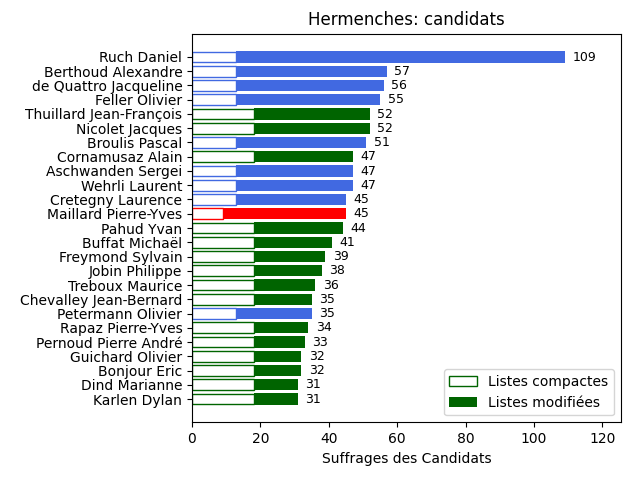 Hermenches: candidats
Ruch Daniel 109
Berthoud Alexandre 57
de Quattro Jacqueline 56
Feller Olivier 55
Thuillard Jean-François 52
Nicolet Jacques 52
Broulis Pascal 51
Cornamusaz Alain 47
Aschwanden Sergei 47
Wehrli Laurent 47
Cretegny Laurence 45
Maillard Pierre-Yves 45
Pahud Yvan 44
Buffat Michaël 41
Freymond Sylvain 39
Jobin Philippe 38
Treboux Maurice 36
Chevalley Jean-Bernard 35
Petermann Olivier 35
Rapaz Pierre-Yves 34
Pernoud Pierre André 33
Guichard Olivier 32
Bonjour Eric 32
Dind Marianne 31
Karlen Dylan 31
Listes compactes
Listes modifiées
0 20 40 60 80 100 120
Suffrages des Candidats